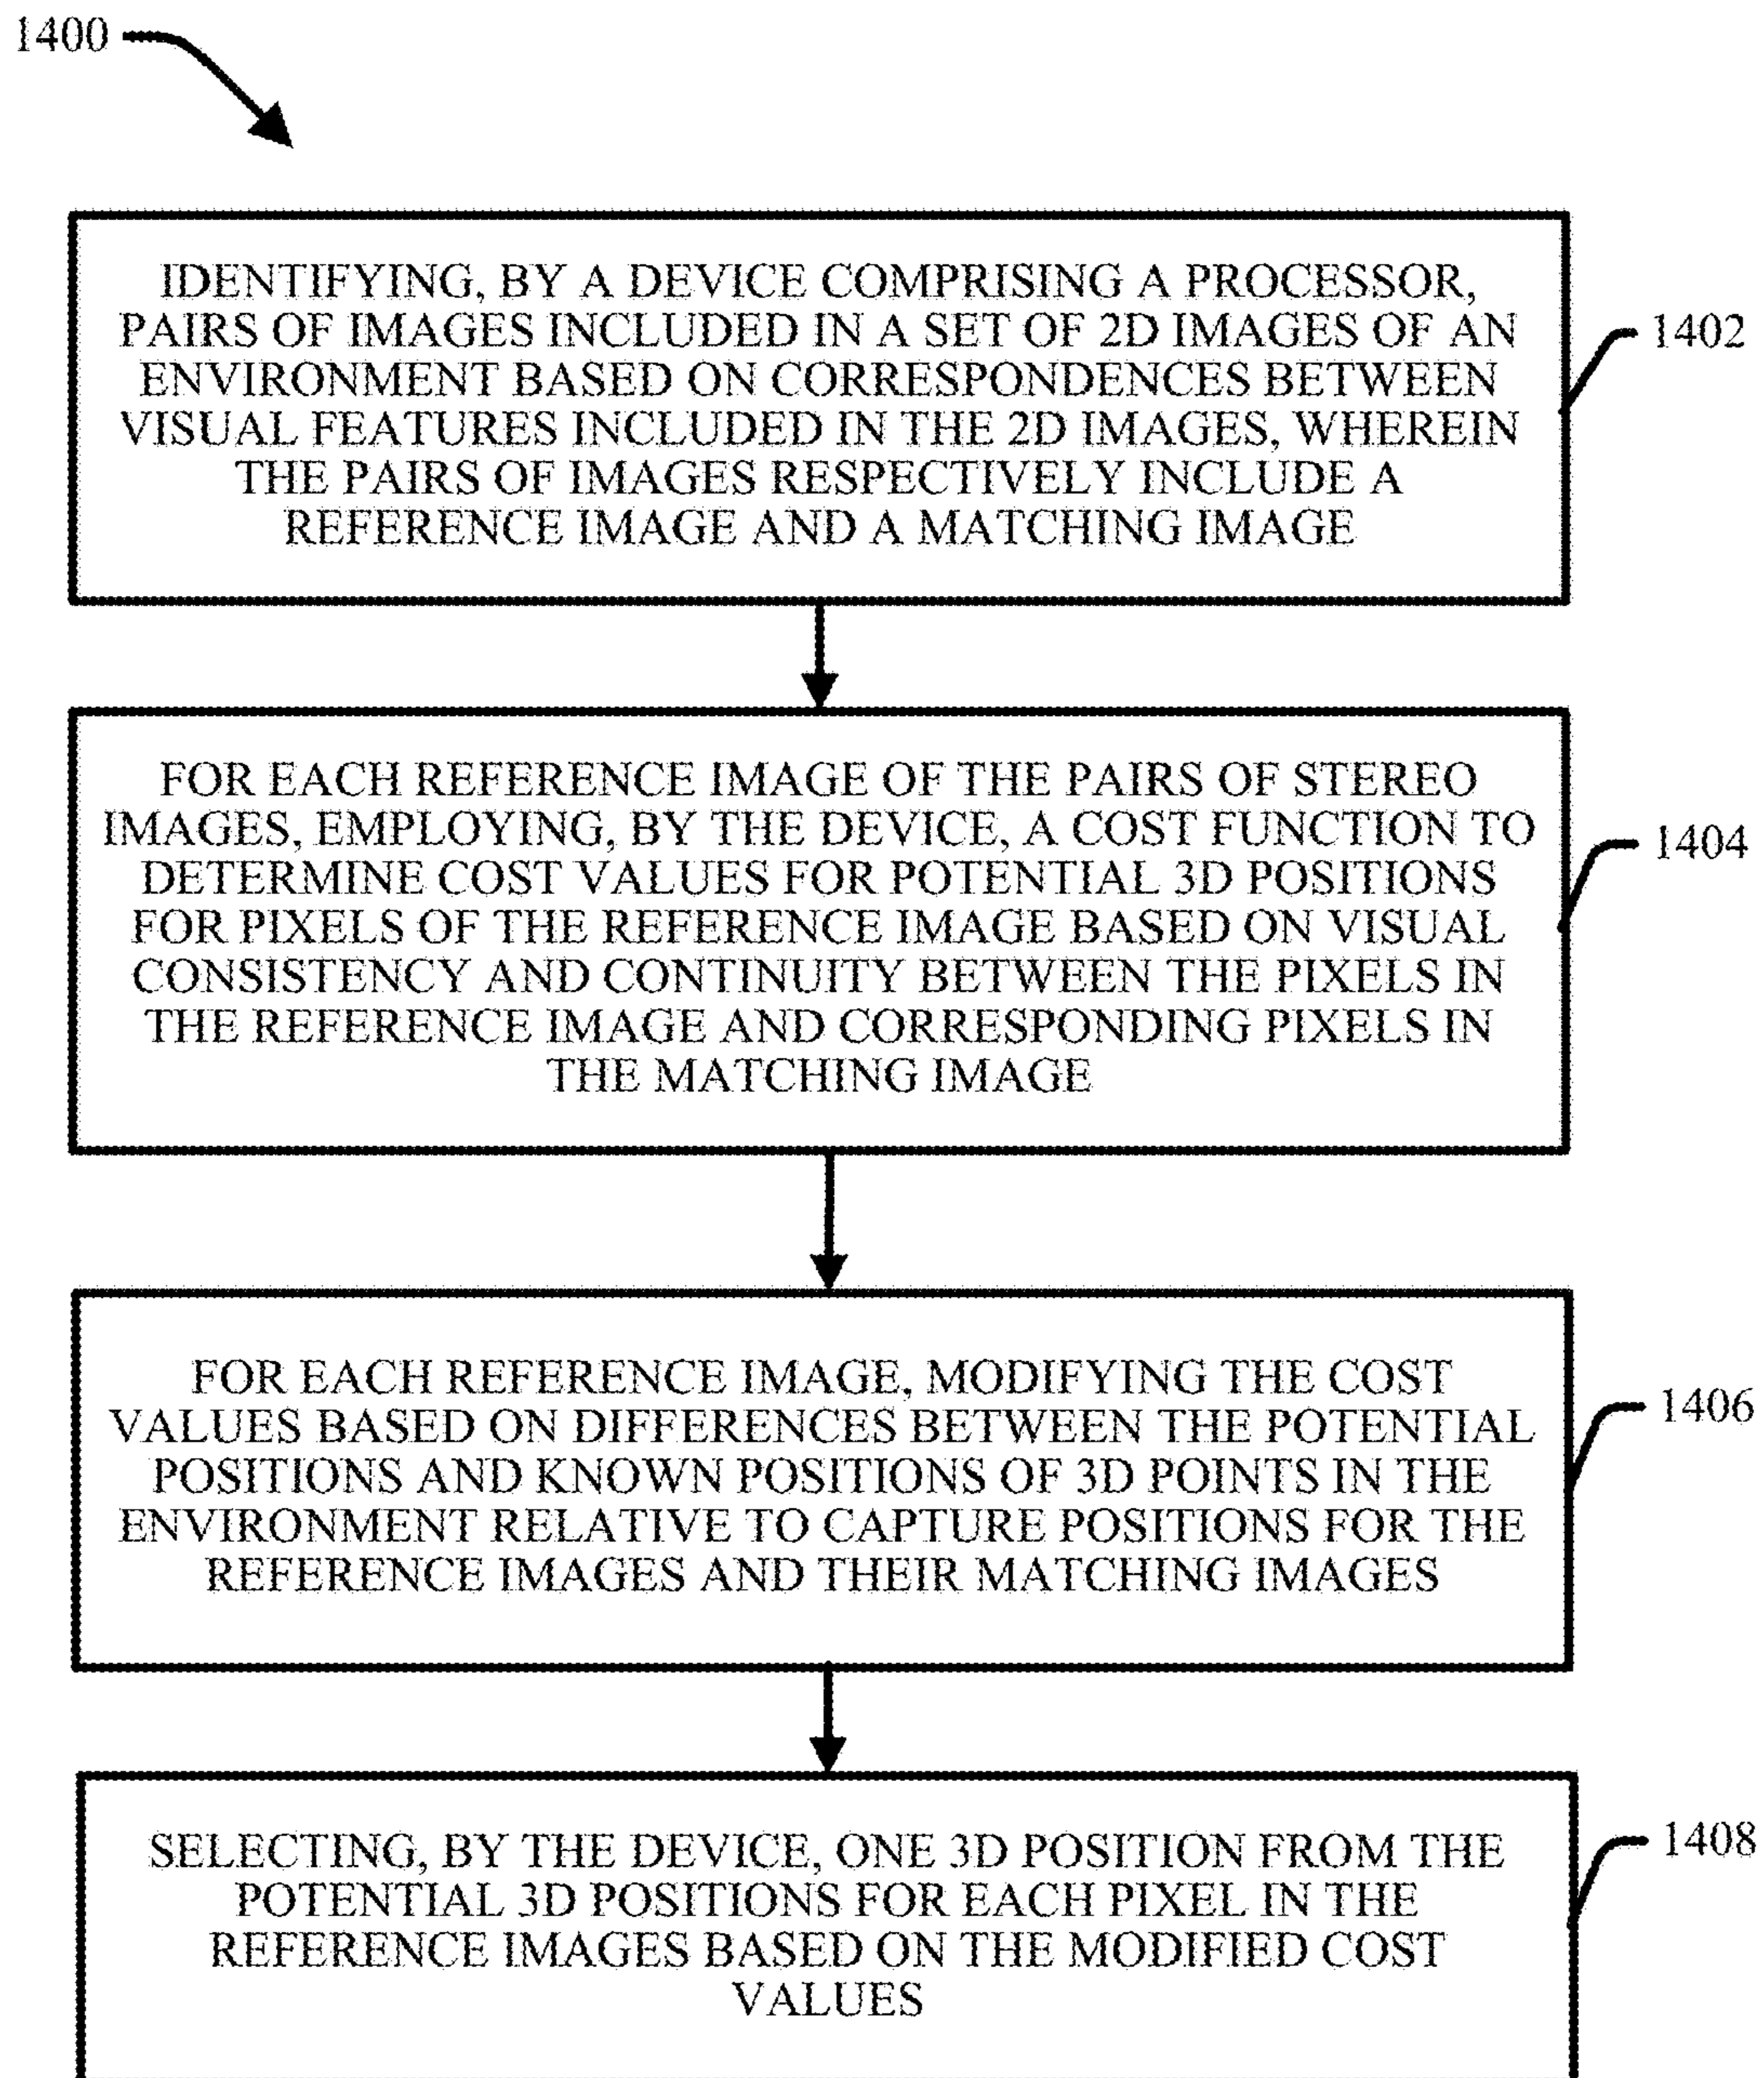 1400
IDENTIFYING, BY A DEVICE COMPRISING A PROCESSOR,
PAIRS OF IMAGES INCLUDED IN A SET OF 2D IMAGES OF AN
ENVIRONMENT BASED ON CORRESPONDENCES BETWEEN
VISUAL FEATURES INCLUDED IN THE 2D IMAGES, WHEREIN
THE PAIRS OF IMAGES RESPECTIVELY INCLUDE A
REFERENCE IMAGE AND A MATCHING IMAGE
1402
FOR EACH REFERENCE IMAGE OF THE PAIRS OF STEREO
IMAGES, EMPLOYING, BY THE DEVICE, A COST FUNCTION TO
DETERMINE COST VALUES FOR POTENTIAL 3D POSITIONS
FOR PIXELS OF THE REFERENCE IMAGE BASED ON VISUAL
CONSISTENCY AND CONTINUITY BETWEEN THE PIXELS IN
THE REFERENCE IMAGE AND CORRESPONDING PIXELS IN
THE MATCHING IMAGE
1404
FOR EACH REFERENCE IMAGE, MODIFYING THE COST
VALUES BASED ON DIFFERENCES BETWEEN THE POTENTIAL
POSITIONS AND KNOWN POSITIONS OF 3D POINTS IN THE
ENVIRONMENT RELATIVE TO CAPTURE POSITIONS FOR THE
REFERENCE IMAGES AND THEIR MATCHING IMAGES
1406
SELECTING, BY THE DEVICE, ONE 3D POSITION FROM THE
POTENTIAL 3D POSITIONS FOR EACH PIXEL IN THE
REFERENCE IMAGES BASED ON THE MODIFIED COST
VALUES
1408